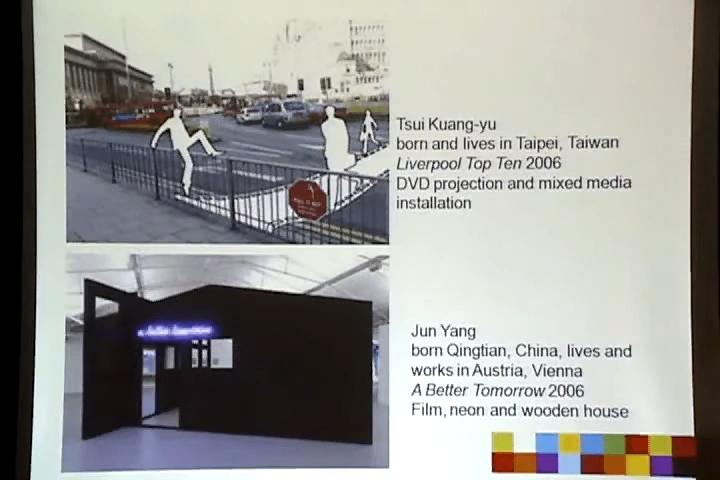 Tsui Kuang-yu
born and lives in Taipei, Taiwan
Liverpool Top Ten 2006
DVD projection and mixed media
installation
Jun Yang
born Qingtian, China, lives and
works in Austria, Vienna
A Better Tomorrow 2006
Film, neon and wooden house